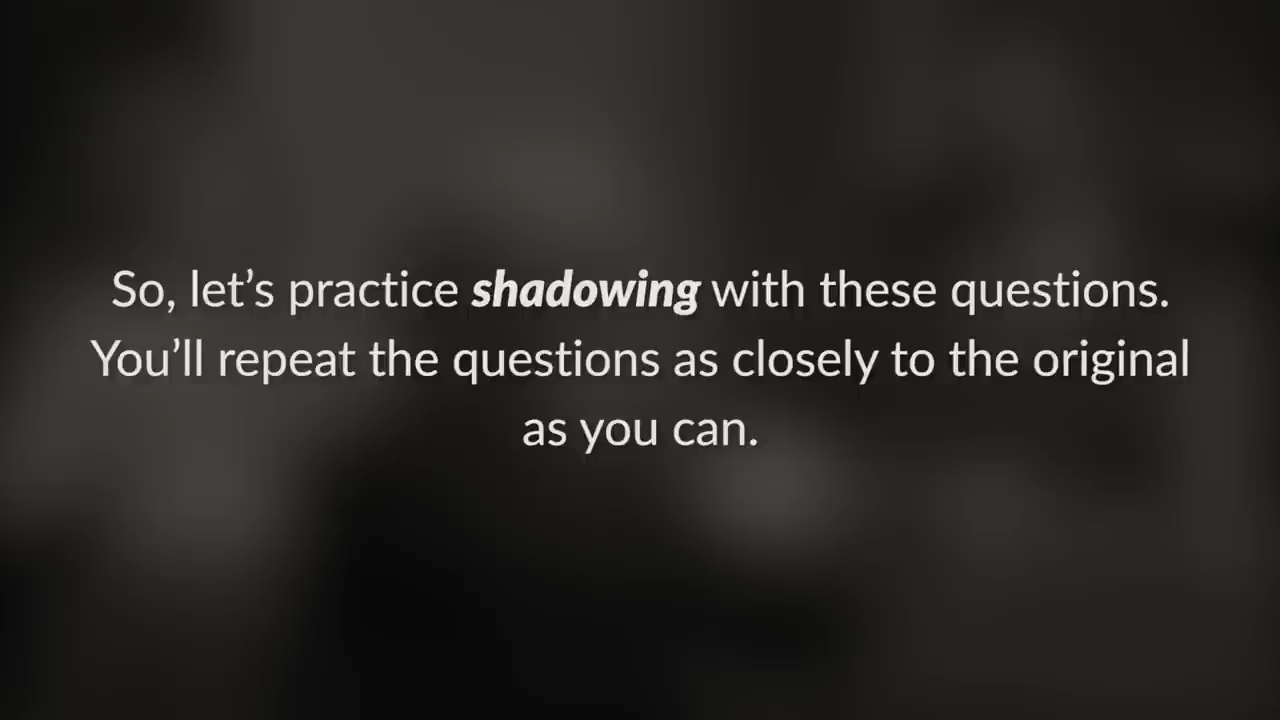 So, let’s practice shadowing with these questions.
You’ll repeat the questions as closely to the original
as you can.